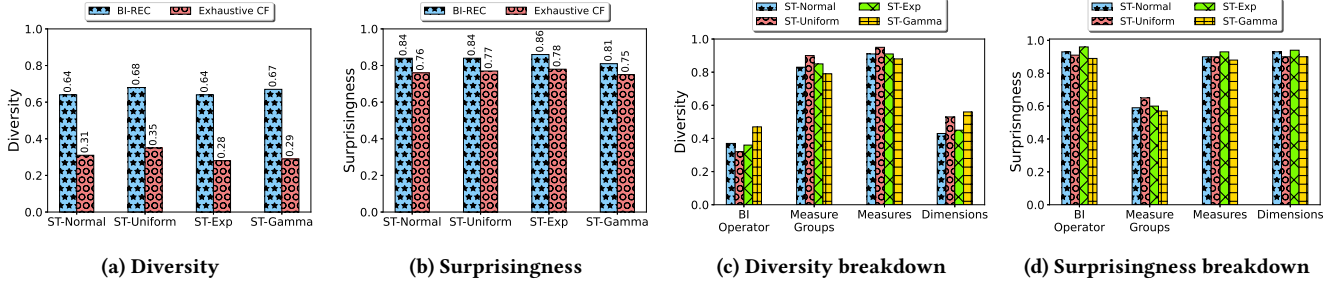 BI-REC Exhaustive CF
Diversity
1.0
0.8
0.6
0.4
0.2
0.0
0.64 0.31 0.68 0.35 0.64 0.28 0.67 0.29
ST-Normal ST-Uniform ST-Exp ST-Gamma
(a) Diversity
BI-REC Exhaustive CF
Surprisingness
1.0
0.8
0.6
0.4
0.2
0.0
0.84 0.76 0.84 0.77 0.86 0.78 0.81 0.75
ST-Normal ST-Uniform ST-Exp ST-Gamma
(b) Surprisingness
ST-Normal ST-Exp
ST-Uniform ST-Gamma
Diversity
1.0
0.8
0.6
0.4
0.2
0.0
BI Measure Measures Dimensions
Operator Groups
(c) Diversity breakdown
ST-Normal ST-Exp
ST-Uniform ST-Gamma
Surprisngness
1.0
0.8
0.6
0.4
0.2
0.0
BI Measure Measures Dimensions
Operator Groups
(d) Surprisingness breakdown